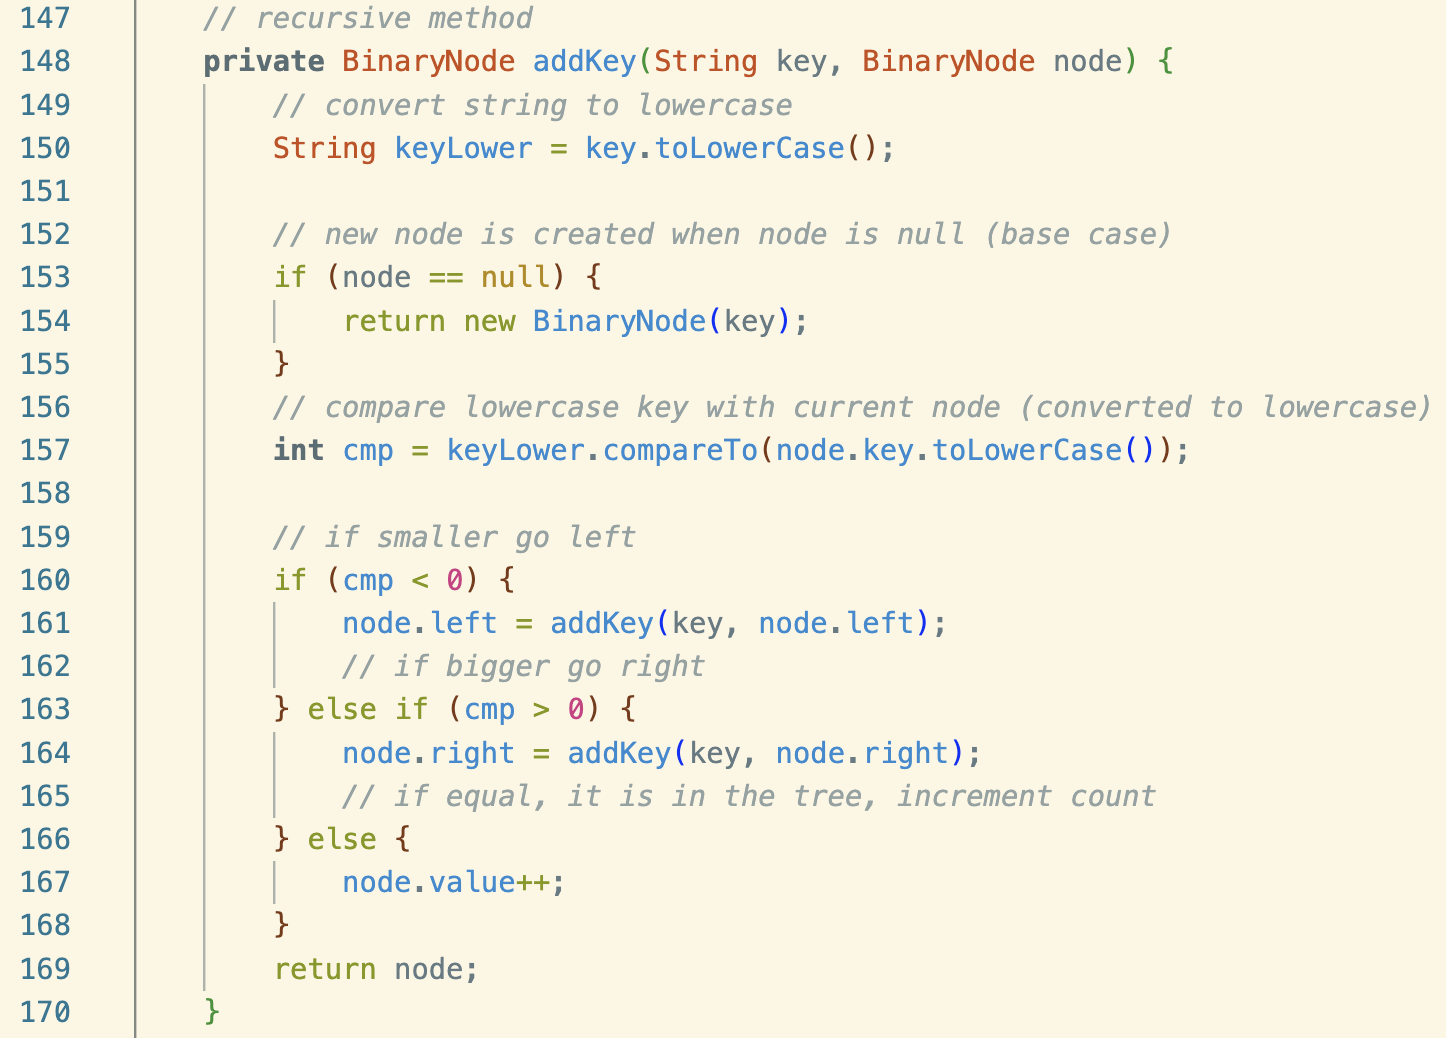 147 // recursive method
148 private BinaryNode addKey(String key, BinaryNode node) {
149 // convert string to lowercase
150 String keyLower = key.toLowerCase();
151
152 // new node is created when node is null (base case)
153 if (node == null) {
154 return new BinaryNode(key);
155 }
156 // compare lowercase key with current node (converted to lowercase)
157 int cmp = keyLower.compareTo(node.key.toLowerCase());
158
159 // if smaller go left
160 if (cmp < 0) {
161 node.left = addKey(key, node.left);
162 // if bigger go right
163 } else if (cmp > 0) {
164 node.right = addKey(key, node.right);
165 // if equal, it is in the tree, increment count
166 } else {
167 node.value++;
168 }
169 return node;
170 }